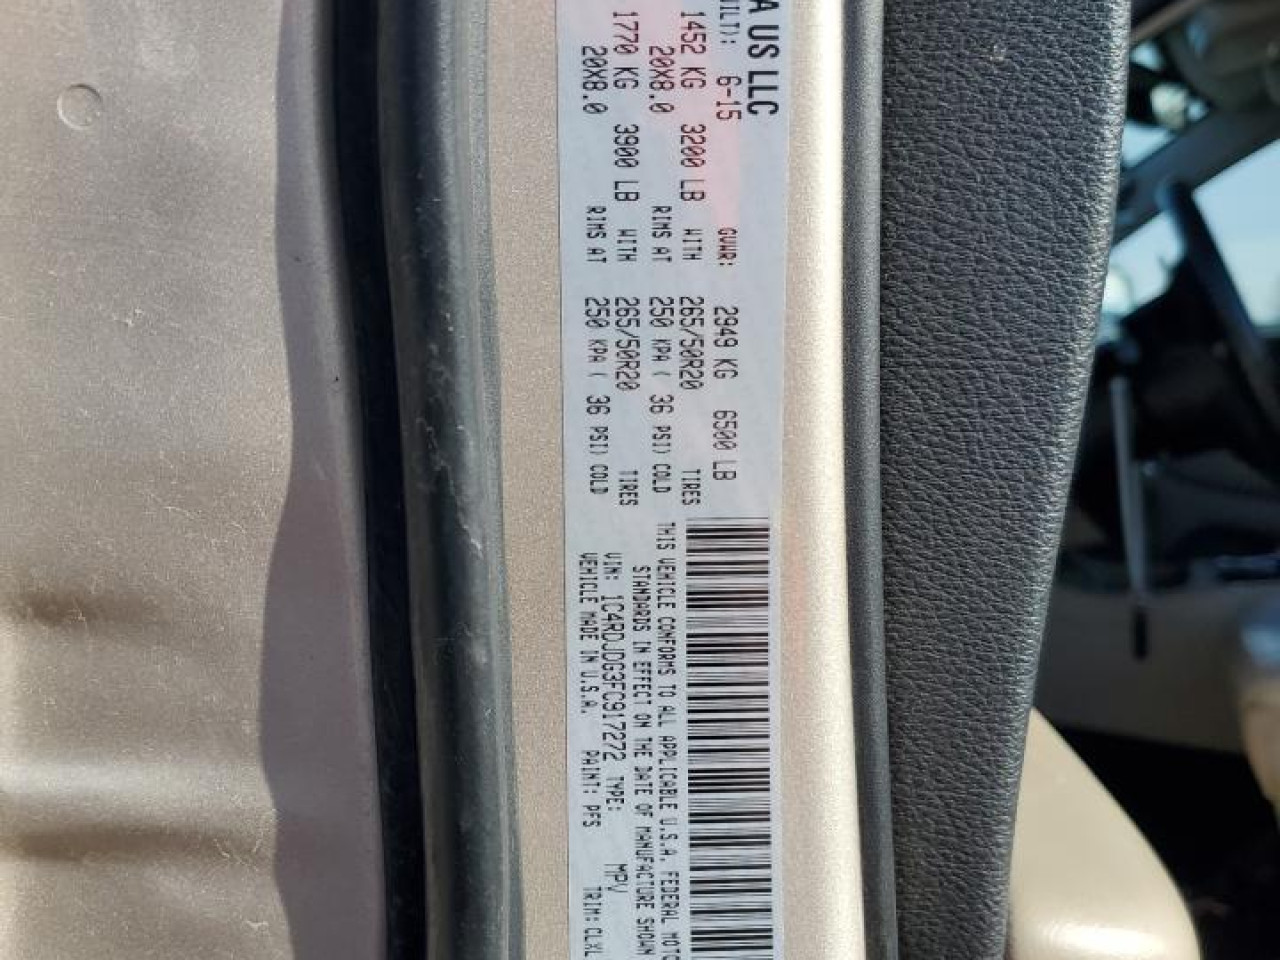 A US LLC
UILT): 6-15 GVWR: 2949 KG 6500 LB
1452 KG 3200 LB WITH 265/50R20 TIRES
20X8.0 RIMS AT 250 KPA ( 36 PSI) COLD
1770 KG 3900 LB WITH 265/50R20 TIRES
20X8.0 RIMS AT 250 KPA ( 36 PSI) COLD
THIS VEHICLE CONFORMS TO ALL APPLICABLE U.S.A. FEDERAL MOTO
STANDARDS IN EFFECT ON THE DATE OF MANUFACTURE SHOWN
VIN: 1C4RDJDG3FC917272 TYPE: MPV
VEHICLE MADE IN U.S.A. PAINT: PFS TRIM: CLXL